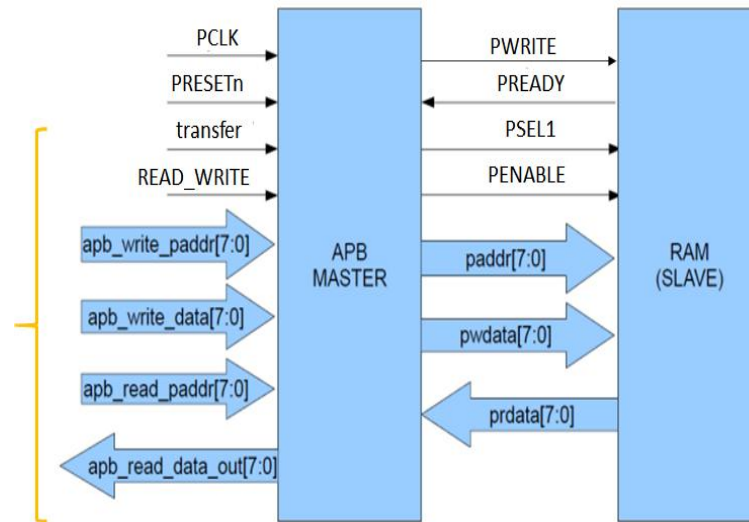 PCLK
PWRITE
PRESETn
PREADY
transfer
PSEL1
READ_WRITE
PENABLE
apb_write_paddr[7:0]
APB
MASTER
paddr[7:0]
RAM
(SLAVE)
apb_write_data[7:0]
pwdata[7:0]
apb_read_paddr[7:0]
prdata[7:0]
apb_read_data_out[7:0]